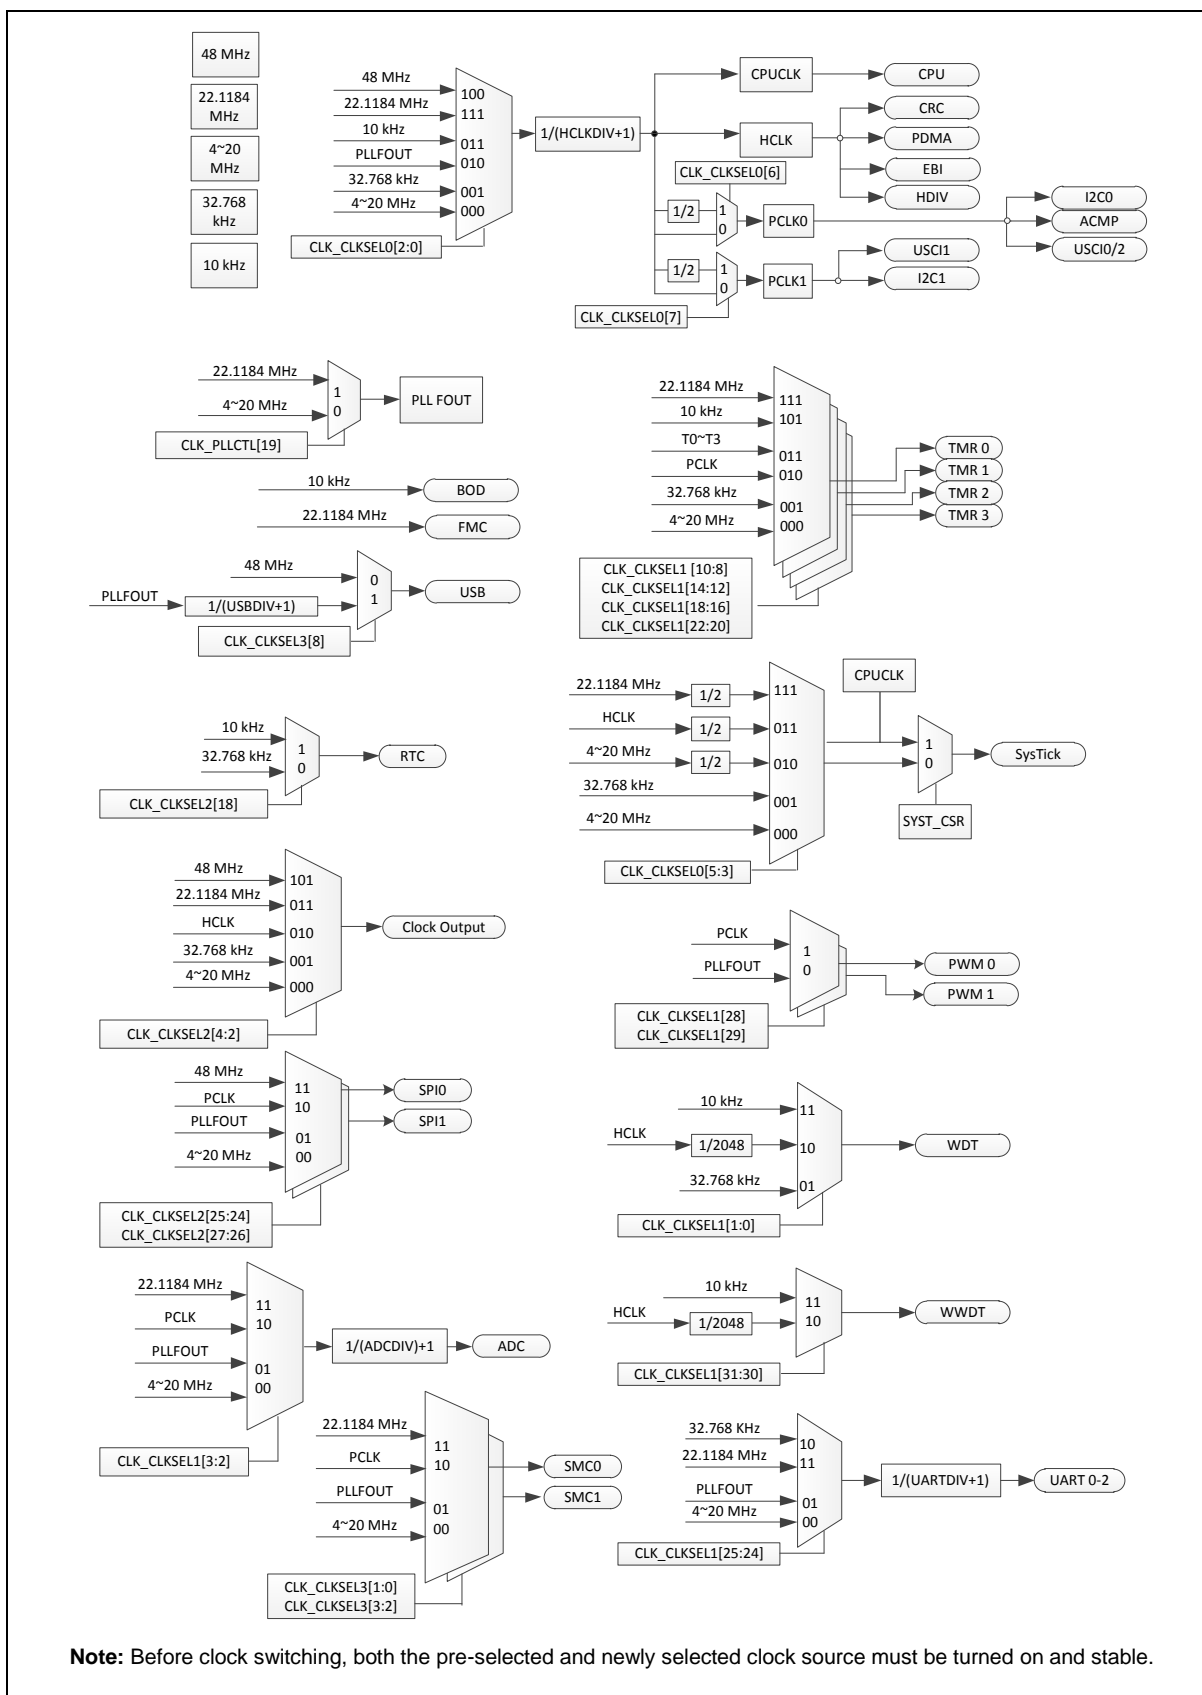 48 MHz
22.1184
MHz
4~20
MHz
32.768
kHz
10 kHz
48 MHz
22.1184 MHz
10 kHz
PLLFOUT
32.768 kHz
4~20 MHz
100
111
011
010
001
000
CLK_CLKSEL0[2:0]
1/(HCLKDIV+1)
CPUCLK
CPU
HCLK
CRC
PDMA
EBI
HDIV
CLK_CLKSEL0[6]
1/2
1
0
PCLK0
I2C0
ACMP
USCI0/2
1/2
1
0
PCLK1
USCI1
I2C1
CLK_CLKSEL0[7]
22.1184 MHz
4~20 MHz
1
0
PLL FOUT
CLK_PLLCTL[19]
10 kHz
BOD
22.1184 MHz
FMC
48 MHz
PLLFOUT
1/(USBDIV+1)
0
1
USB
CLK_CLKSEL3[8]
22.1184 MHz
10 kHz
T0~T3
PCLK
32.768 kHz
4~20 MHz
111
101
011
010
001
000
TMR 0
TMR 1
TMR 2
TMR 3
CLK_CLKSEL1 [10:8]
CLK_CLKSEL1[14:12]
CLK_CLKSEL1[18:16]
CLK_CLKSEL1[22:20]
10 kHz
32.768 kHz
1
0
RTC
CLK_CLKSEL2[18]
22.1184 MHz
1/2
HCLK
1/2
4~20 MHz
1/2
32.768 kHz
4~20 MHz
111
011
010
001
000
CPUCLK
1
0
SysTick
SYST_CSR
CLK_CLKSEL0[5:3]
48 MHz
22.1184 MHz
HCLK
32.768 kHz
4~20 MHz
101
011
010
001
000
Clock Output
CLK_CLKSEL2[4:2]
PCLK
PLLFOUT
1
0
PWM 0
PWM 1
CLK_CLKSEL1[28]
CLK_CLKSEL1[29]
48 MHz
PCLK
PLLFOUT
4~20 MHz
11
10
01
00
SPI0
SPI1
CLK_CLKSEL2[25:24]
CLK_CLKSEL2[27:26]
10 kHz
HCLK
1/2048
32.768 kHz
11
10
01
WDT
CLK_CLKSEL1[1:0]
22.1184 MHz
PCLK
PLLFOUT
4~20 MHz
11
10
01
00
1/(ADCDIV)+1
ADC
CLK_CLKSEL1[3:2]
10 kHz
HCLK
1/2048
11
10
WWDT
CLK_CLKSEL1[31:30]
22.1184 MHz
PCLK
PLLFOUT
4~20 MHz
11
10
01
00
SMC0
SMC1
CLK_CLKSEL3[1:0]
CLK_CLKSEL3[3:2]
32.768 KHz
22.1184 MHz
PLLFOUT
4~20 MHz
10
11
01
00
1/(UARTDIV+1)
UART 0-2
CLK_CLKSEL1[25:24]
Note: Before clock switching, both the pre-selected and newly selected clock source must be turned on and stable.